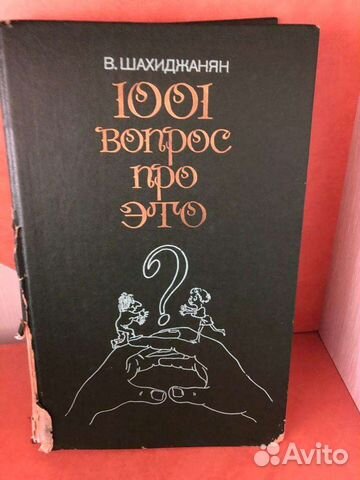 В. ШАХИДЖАНЯН
1001
ВОПРОС
ПРО
ЭТО
?
Avito